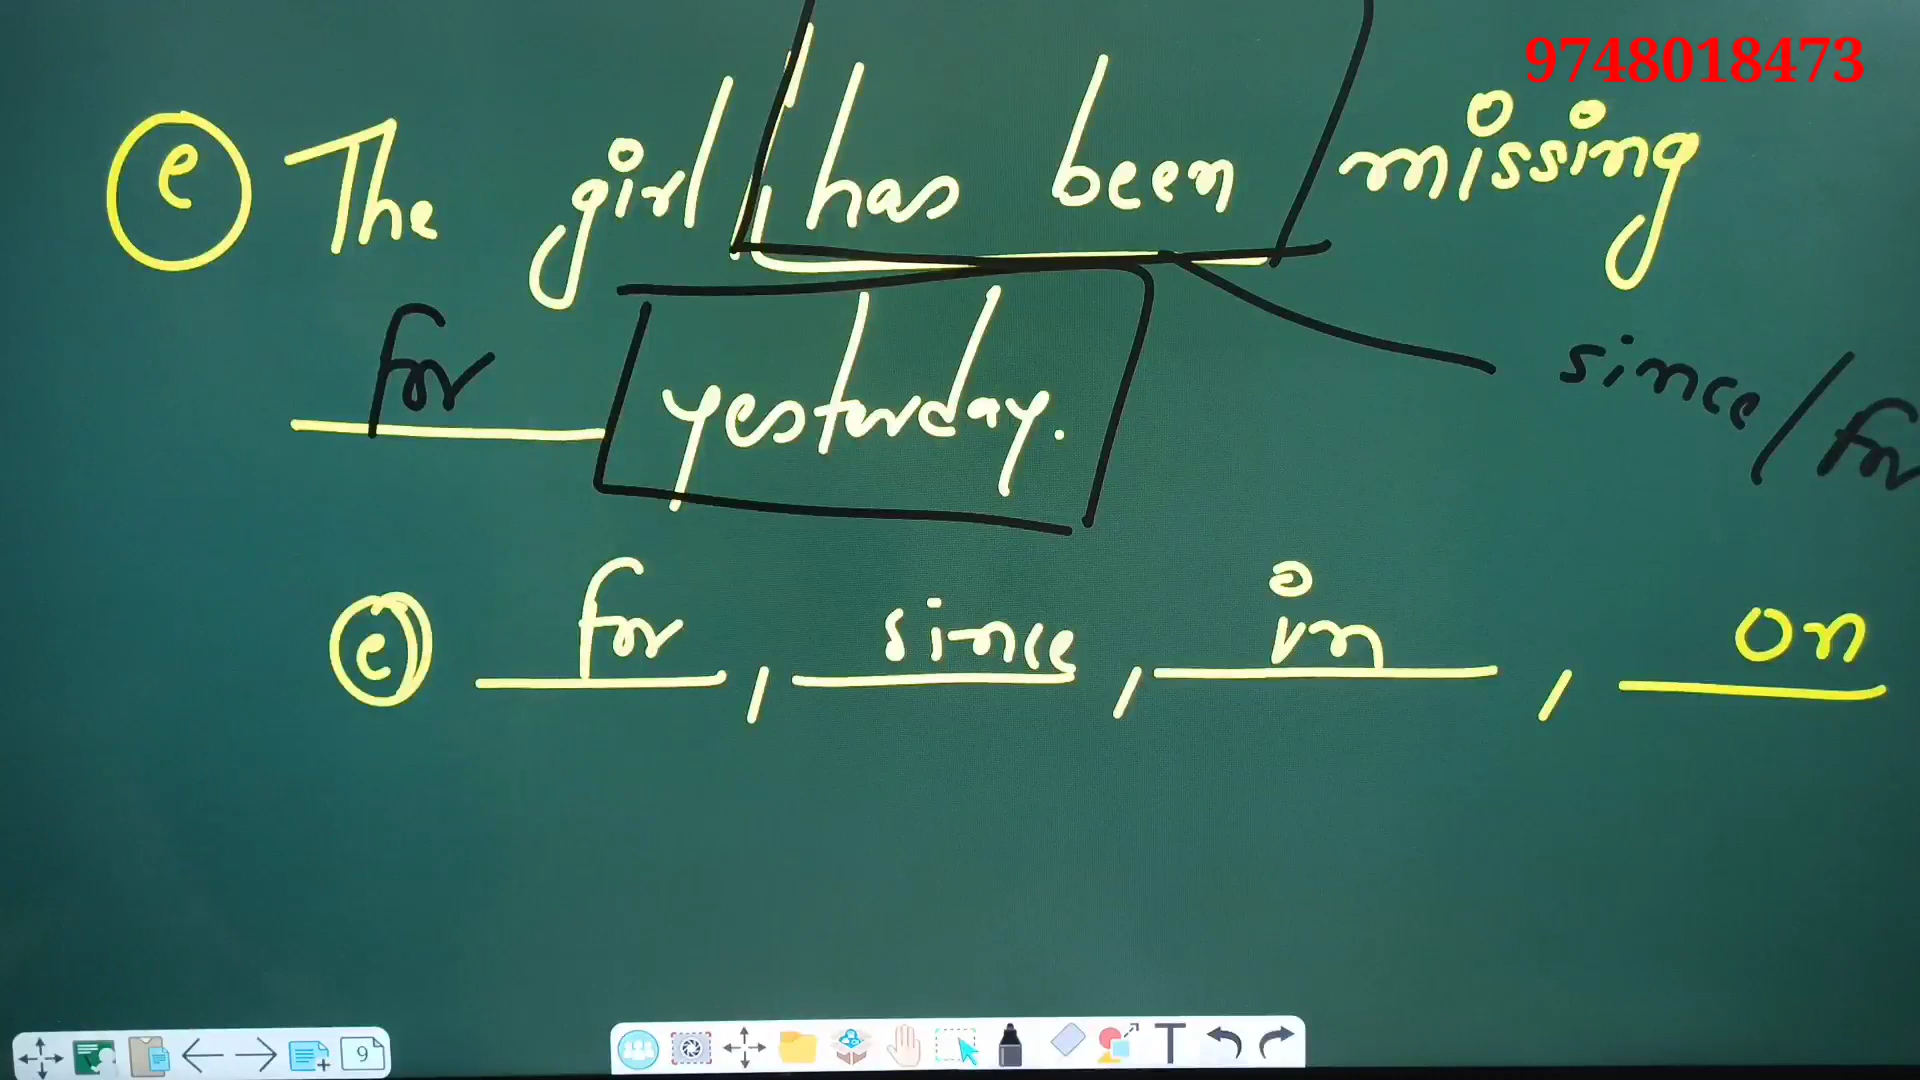 9748018473
e The girl has been missing
for yesterday. since/for
e for, since, in, on
9
T